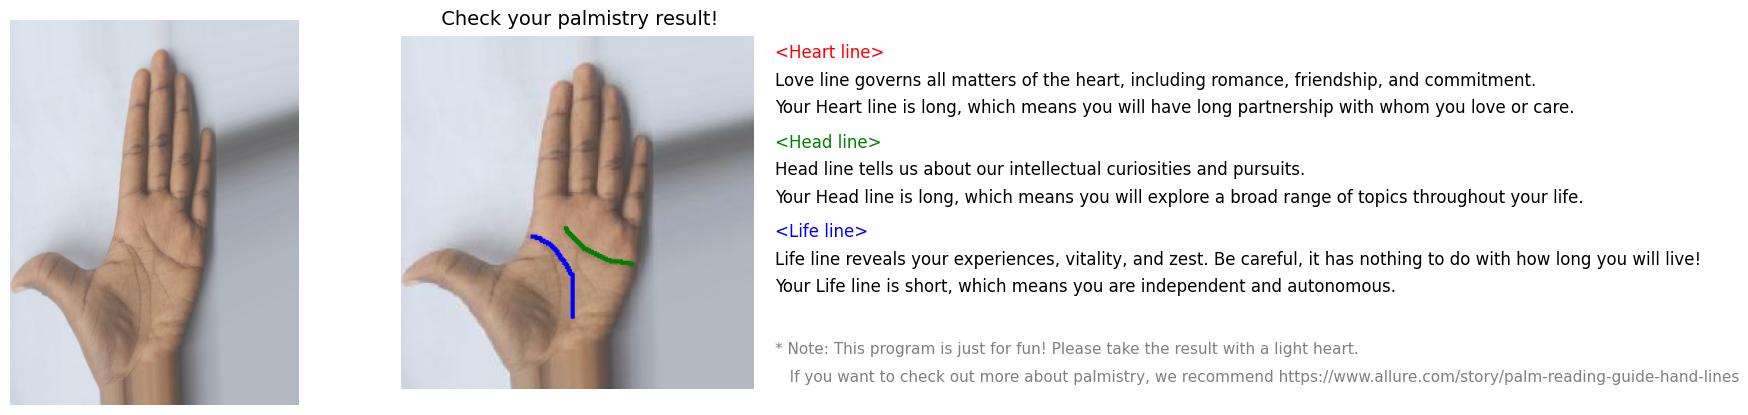 Check your palmistry result!
<Heart line>
Love line governs all matters of the heart, including romance, friendship, and commitment.
Your Heart line is long, which means you will have long partnership with whom you love or care.
<Head line>
Head line tells us about our intellectual curiosities and pursuits.
Your Head line is long, which means you will explore a broad range of topics throughout your life.
<Life line>
Life line reveals your experiences, vitality, and zest. Be careful, it has nothing to do with how long you will live!
Your Life line is short, which means you are independent and autonomous.
* Note: This program is just for fun! Please take the result with a light heart.
If you want to check out more about palmistry, we recommend https://www.allure.com/story/palm-reading-guide-hand-lines